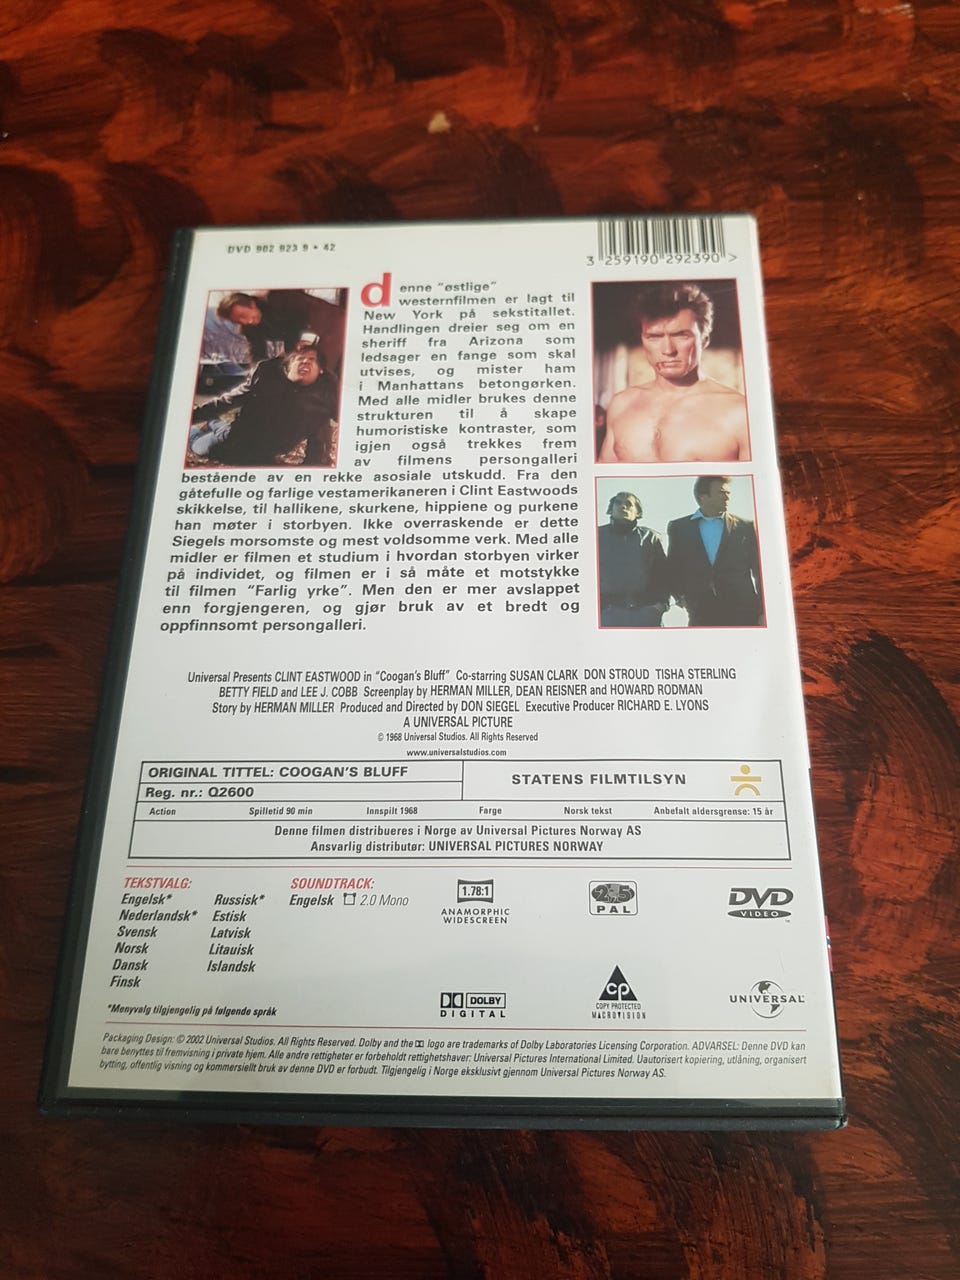 DVD 902 923 9 • 42
3 259190 292390 >
denne "østlige"
westernfilmen er lagt til
New York på sekstitallet.
Handlingen dreier seg om en
sheriff fra Arizona som
ledsager en fange som skal
utvises, og mister ham
i Manhattans betongørken.
Med alle midler brukes denne
strukturen til å skape
humoristiske kontraster, som
igjen også trekkes frem
av filmens persongalleri
bestående av en rekke asosiale utskudd. Fra den
gåtefulle og farlige vestamerikaneren i Clint Eastwoods
skikkelse, til hallikene, skurkene, hippiene og purkene
han møter i storbyen. Ikke overraskende er dette
Siegels morsomste og mest voldsomme verk. Med alle
midler er filmen et studium i hvordan storbyen virker
på individet, og filmen er i så måte et motstykke
til filmen "Farlig yrke". Men den er mer avslappet
enn forgjengeren, og gjør bruk av et bredt og
oppfinnsomt persongalleri.
Universal Presents CLINT EASTWOOD in "Coogan's Bluff" Co-starring SUSAN CLARK DON STROUD TISHA STERLING
BETTY FIELD and LEE J. COBB Screenplay by HERMAN MILLER, DEAN REISNER and HOWARD RODMAN
Story by HERMAN MILLER Produced and Directed by DON SIEGEL Executive Producer RICHARD E. LYONS
A UNIVERSAL PICTURE
© 1968 Universal Studios. All Rights Reserved
www.universalstudios.com
ORIGINAL TITTEL: COOGAN'S BLUFF
Reg. nr.: Q2600
STATENS FILMTILSYN
Action Spilletid 90 min Innspilt 1968 Farge Norsk tekst Anbefalt aldersgrense: 15 år
Denne filmen distribueres i Norge av Universal Pictures Norway AS
Ansvarlig distributør: UNIVERSAL PICTURES NORWAY
TEKSTVALG:
Engelsk*
Nederlandsk*
Svensk
Norsk
Dansk
Finsk
Russisk*
Estisk
Latvisk
Litauisk
Islandsk
*Menyvalg tilgjengelig på følgende språk
SOUNDTRACK:
Engelsk 2.0 Mono
1.78:1
ANAMORPHIC
WIDESCREEN
2 5
PAL
DVD
VIDEO
DOLBY
DIGITAL
CP
COPY PROTECTED
MACROVISION
UNIVERSAL
Packaging Design: © 2002 Universal Studios. All Rights Reserved. Dolby and the logo are trademarks of Dolby Laboratories Licensing Corporation. ADVARSEL: Denne DVD kan
bare benyttes til fremvisning i private hjem. Alle andre rettigheter er forbeholdt rettighetshaver: Universal Pictures International Limited. Uautorisert kopiering, utlåning, organisert
bytting, offentlig visning og kommersiellt bruk av denne DVD er forbudt. Tilgjengelig i Norge eksklusivt gjennom Universal Pictures Norway AS.